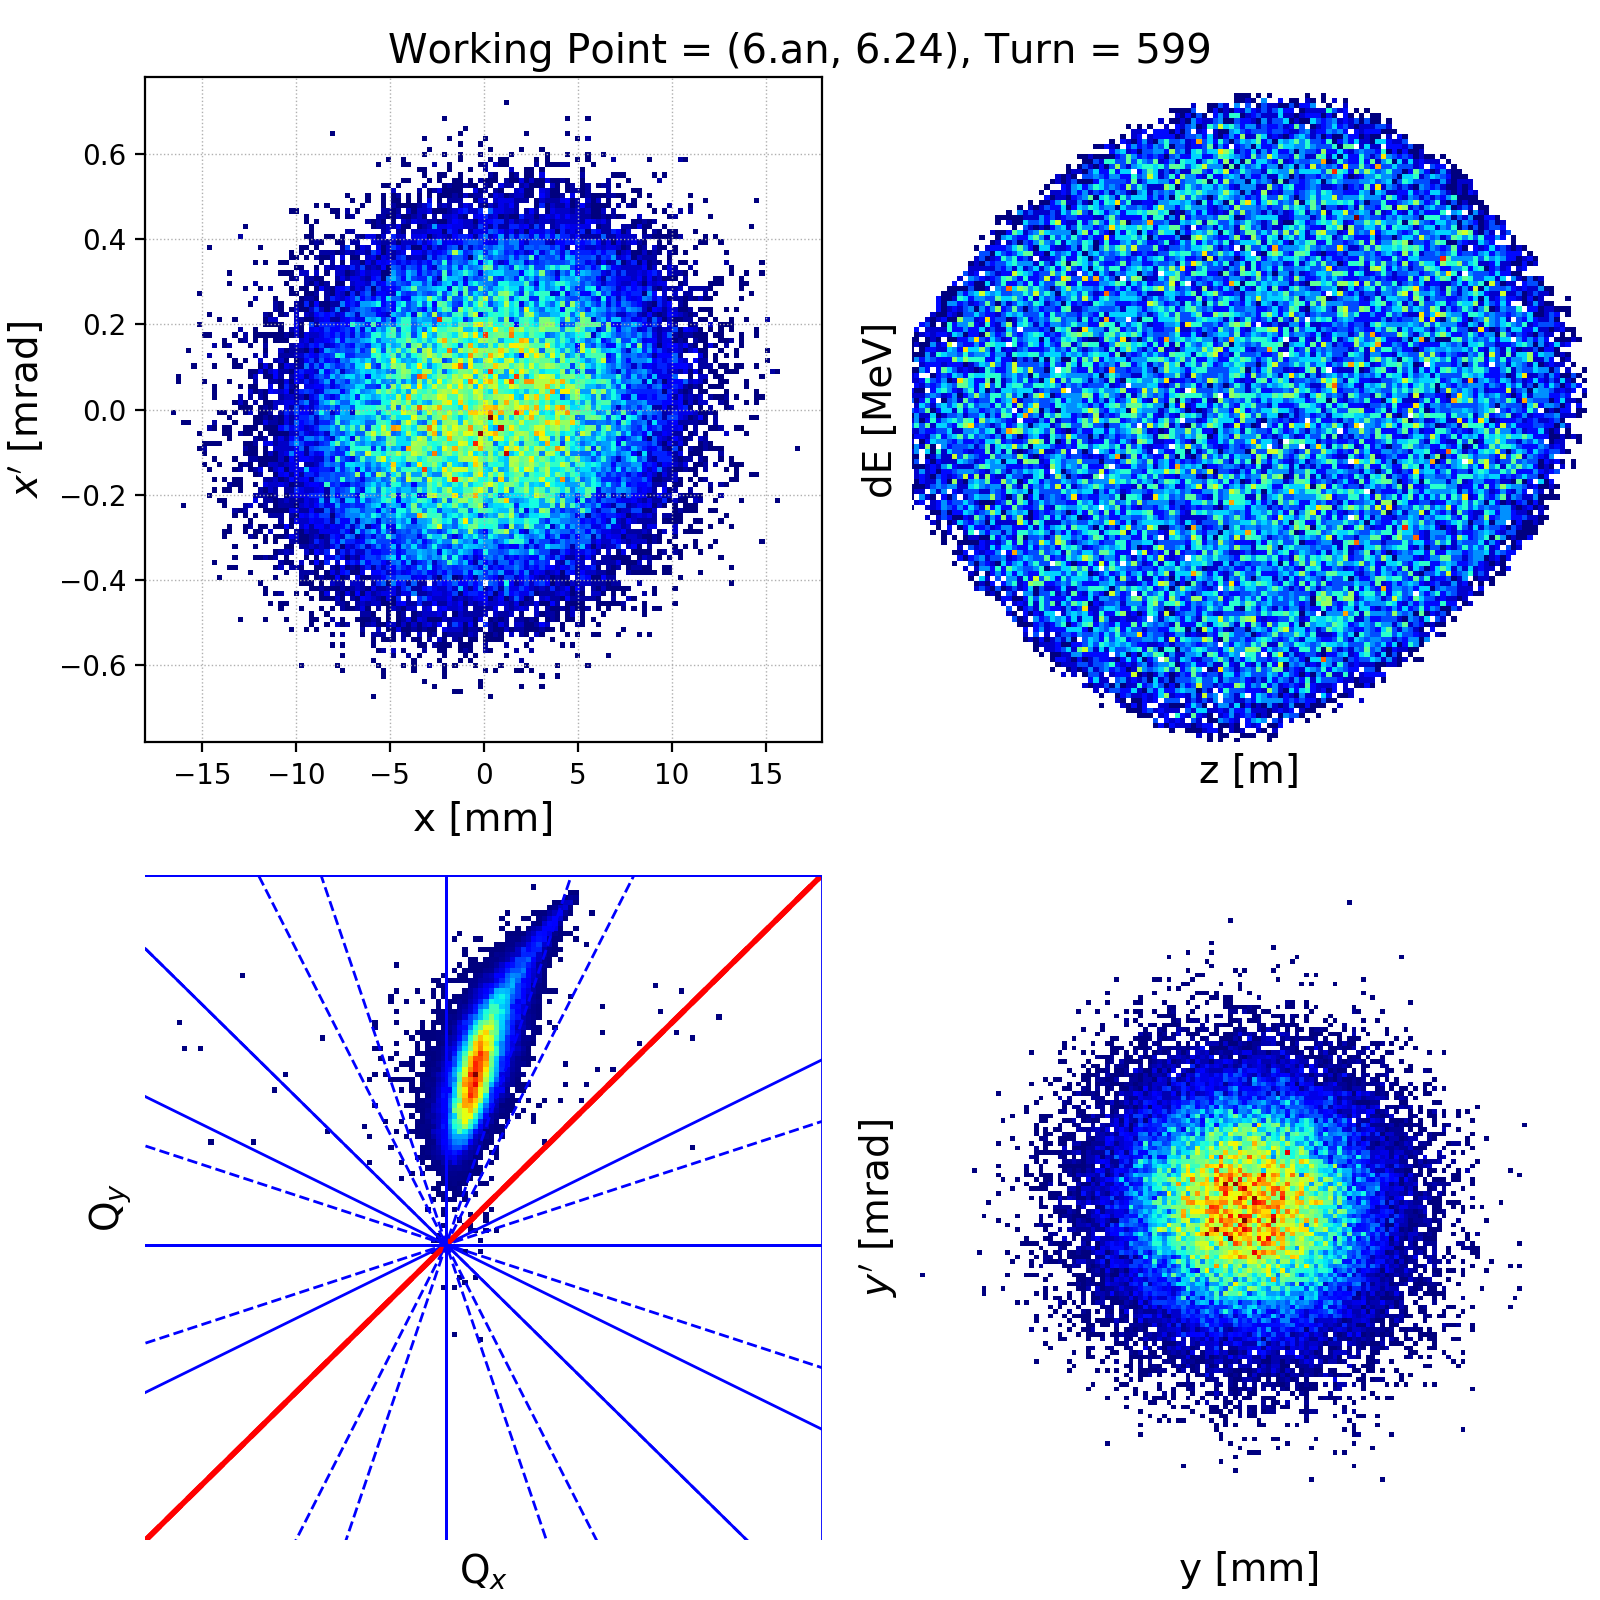 Working Point = (6.an, 6.24), Turn = 599
0.6
0.4
0.2
0.0
−0.2
−0.4
−0.6
x′ [mrad]
−15 −10 −5 0 5 10 15
x [mm]
dE [MeV]
z [m]
Qy
Qx
y′ [mrad]
y [mm]